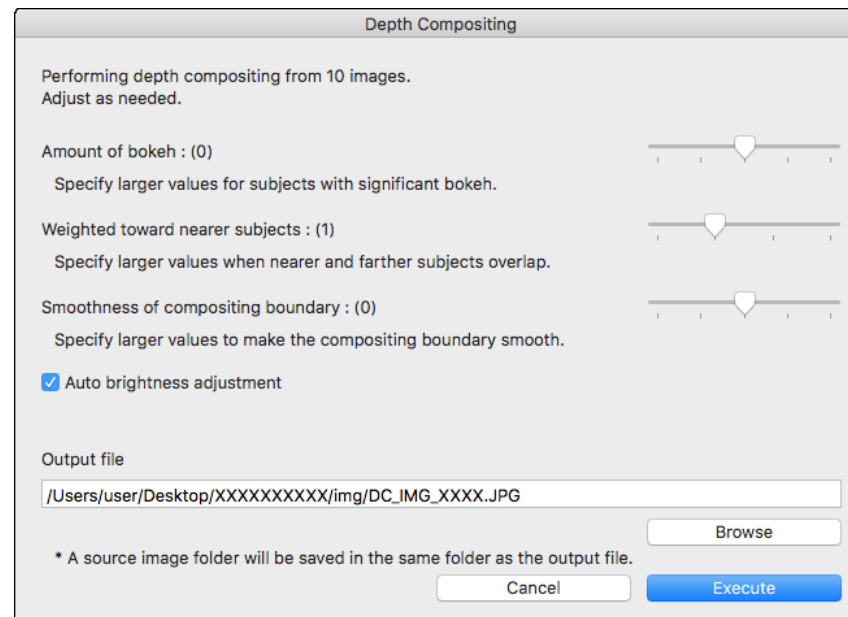 Depth Compositing
Performing depth compositing from 10 images.
Adjust as needed.
Amount of bokeh : (0)
Specify larger values for subjects with significant bokeh.
Weighted toward nearer subjects : (1)
Specify larger values when nearer and farther subjects overlap.
Smoothness of compositing boundary : (0)
Specify larger values to make the compositing boundary smooth.
Auto brightness adjustment
Output file
/Users/user/Desktop/XXXXXXXXXX/img/DC_IMG_XXXX.JPG
Browse
* A source image folder will be saved in the same folder as the output file.
Cancel Execute